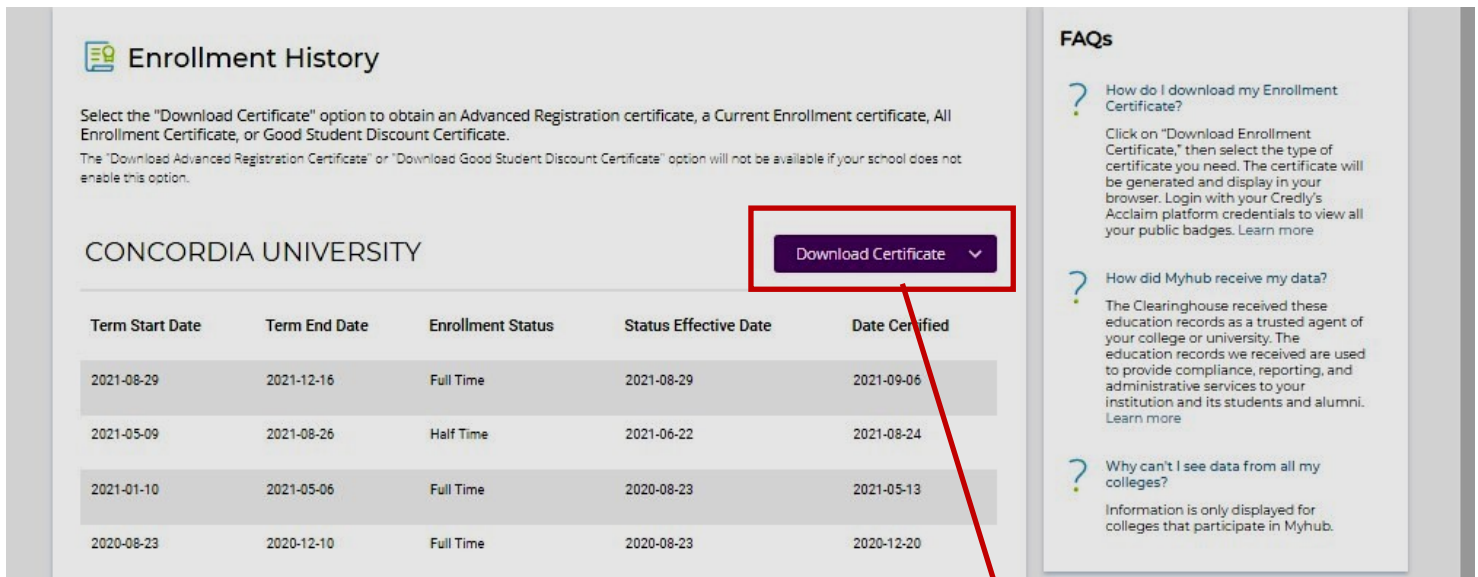 Enrollment History
Select the "Download Certificate" option to obtain an Advanced Registration certificate, a Current Enrollment certificate, All
Enrollment Certificate, or Good Student Discount Certificate.
The "Download Advanced Registration Certificate" or "Download Good Student Discount Certificate" option will not be available if your school does not
enable this option.
CONCORDIA UNIVERSITY
Download Certificate
Term Start Date Term End Date Enrollment Status Status Effective Date Date Certified
2021-08-29 2021-12-16 Full Time 2021-08-29 2021-09-06
2021-05-09 2021-08-26 Half Time 2021-06-22 2021-08-24
2021-01-10 2021-05-06 Full Time 2020-08-23 2021-05-13
2020-08-23 2020-12-10 Full Time 2020-08-23 2020-12-20
FAQs
? How do I download my Enrollment
Certificate?
Click on "Download Enrollment
Certificate," then select the type of
certificate you need. The certificate will
be generated and display in your
browser. Login with your Credly's
Acclaim platform credentials to view all
your public badges. Learn more
? How did Myhub receive my data?
The Clearinghouse received these
education records as a trusted agent of
your college or university. The
education records we received are used
to provide compliance, reporting, and
administrative services to your
institution and its students and alumni.
Learn more
? Why can't I see data from all my
colleges?
Information is only displayed for
colleges that participate in Myhub.